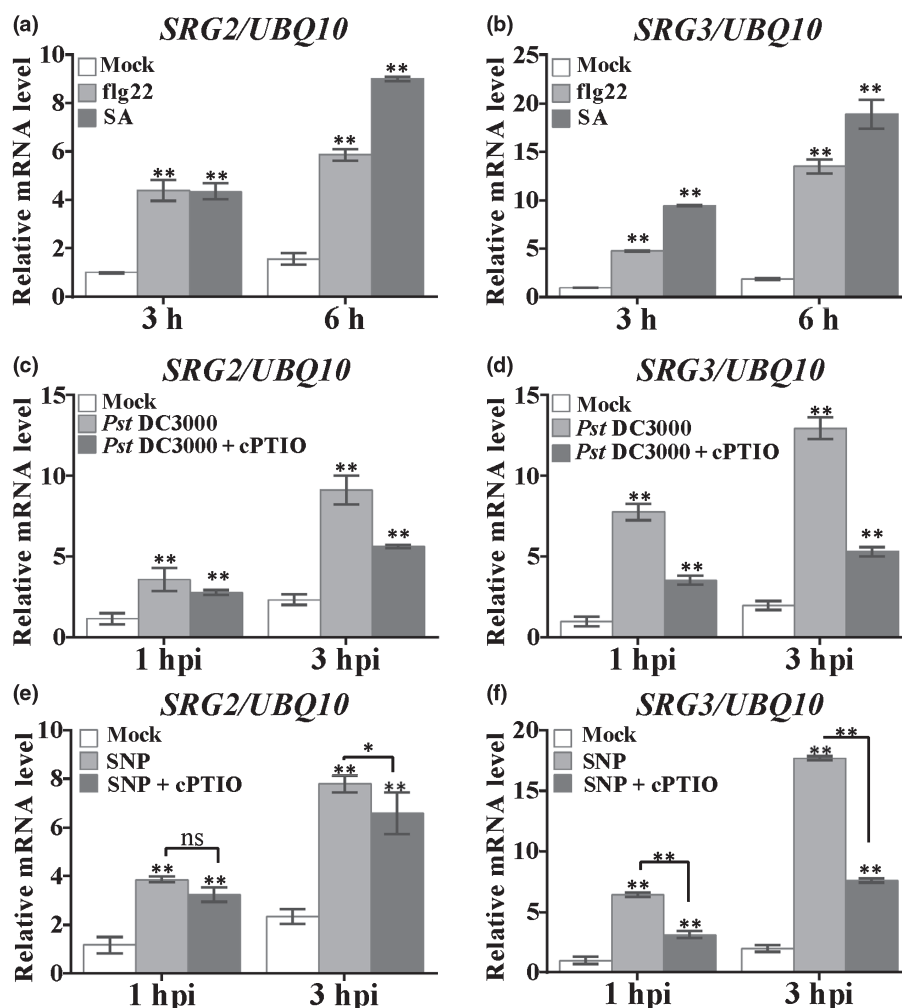 (a)
SRG2/UBQ10
Relative mRNA level
10
8
6
4
2
0
Mock
flg22
SA
**
**
**
**
3 h
6 h
(b)
SRG3/UBQ10
Relative mRNA level
25
20
15
10
5
0
Mock
flg22
SA
**
**
**
**
3 h
6 h
(c)
SRG2/UBQ10
Relative mRNA level
15
10
5
0
Mock
Pst DC3000
Pst DC3000 + cPTIO
**
**
**
**
1 hpi
3 hpi
(d)
SRG3/UBQ10
Relative mRNA level
15
10
5
0
Mock
Pst DC3000
Pst DC3000 + cPTIO
**
**
**
**
1 hpi
3 hpi
(e)
SRG2/UBQ10
Relative mRNA level
8
6
4
2
0
Mock
SNP
SNP + cPTIO
ns
**
**
*
**
**
1 hpi
3 hpi
(f)
SRG3/UBQ10
Relative mRNA level
20
15
10
5
0
Mock
SNP
SNP + cPTIO
**
**
**
**
**
**
1 hpi
3 hpi